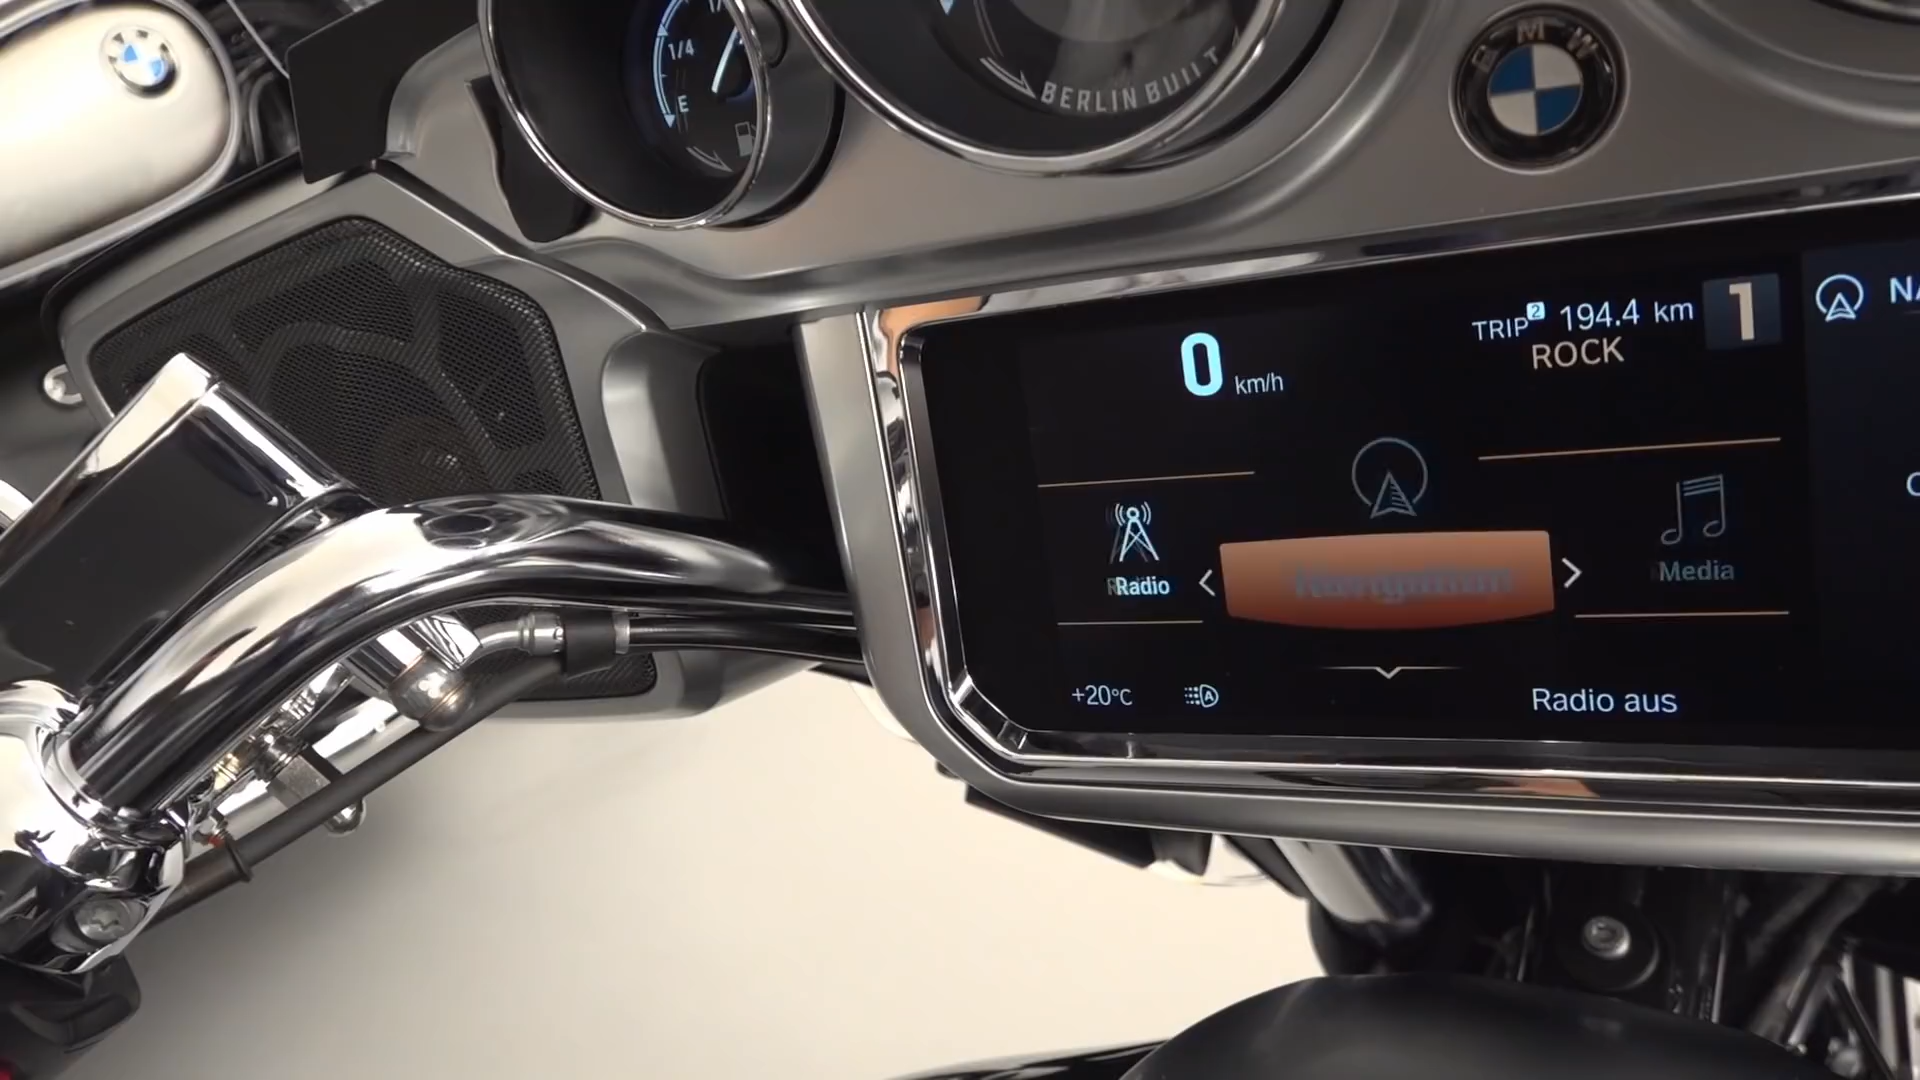 1/4
E
BERLIN BUILT
BMW
0 km/h
TRIP 2 194.4 km
ROCK
1
Radio
Navigation
Media
+20°C
A
Radio aus